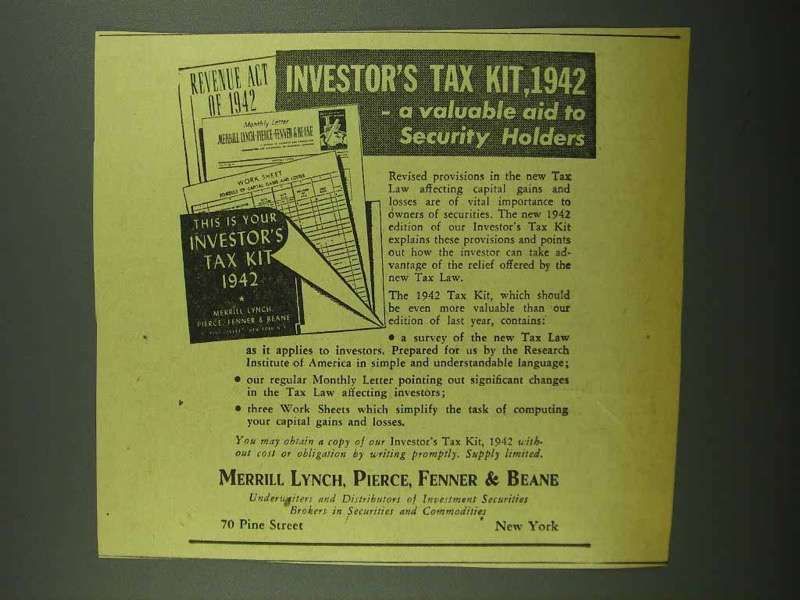 REVENUE ACT
OF 1942
INVESTOR'S TAX KIT, 1942
- a valuable aid to
Security Holders
Monthly Letter
MERRILL LYNCH·PIERCE·FENNER & BEANE
WORK SHEET
SCHEDULE OF CAPITAL GAINS AND LOSSES
THIS IS YOUR
INVESTOR'S
TAX KIT
1942
★
MERRILL LYNCH,
PIERCE, FENNER & BEANE
Revised provisions in the new Tax
Law affecting capital gains and
losses are of vital importance to
owners of securities. The new 1942
edition of our Investor's Tax Kit
explains these provisions and points
out how the investor can take ad-
vantage of the relief offered by the
new Tax Law.
The 1942 Tax Kit, which should
be even more valuable than our
edition of last year, contains:
● a survey of the new Tax Law
as it applies to investors. Prepared for us by the Research
Institute of America in simple and understandable language;
● our regular Monthly Letter pointing out significant changes
in the Tax Law affecting investors;
● three Work Sheets which simplify the task of computing
your capital gains and losses.
You may obtain a copy of our Investor's Tax Kit, 1942 with-
out cost or obligation by writing promptly. Supply limited.
MERRILL LYNCH, PIERCE, FENNER & BEANE
Underwriters and Distributors of Investment Securities
Brokers in Securities and Commodities
70 Pine Street New York